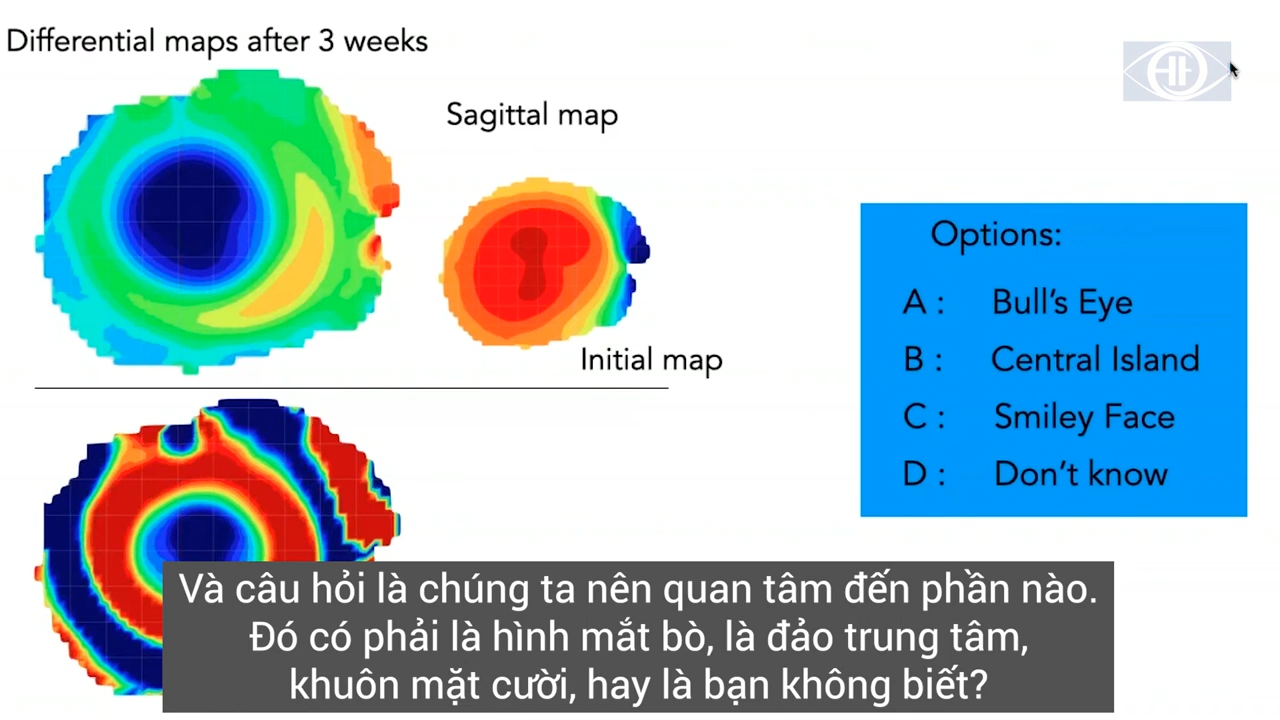 Differential maps after 3 weeks
Sagittal map
Initial map
Options:
A : Bull's Eye
B : Central Island
C : Smiley Face
D : Don't know
Và câu hỏi là chúng ta nên quan tâm đến phần nào.
Đó có phải là hình mắt bò, là đảo trung tâm,
khuôn mặt cười, hay là bạn không biết?